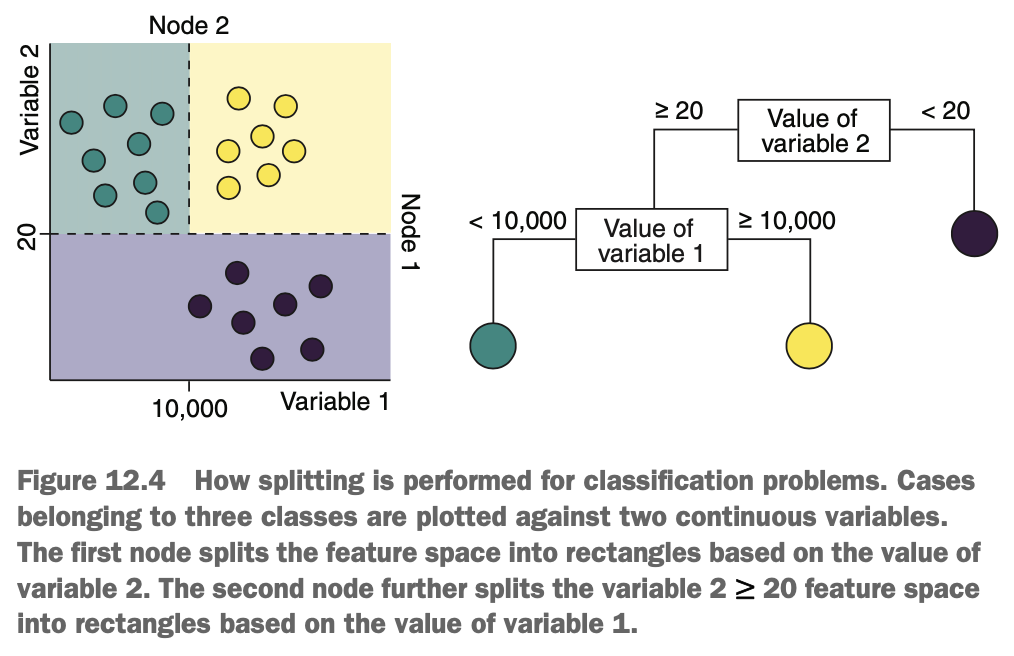 Node 2
Variable 2
20
Node 1
10,000
Variable 1
≥ 20
Value of
variable 2
< 20
< 10,000
Value of
variable 1
≥ 10,000
Figure 12.4 How splitting is performed for classification problems. Cases
belonging to three classes are plotted against two continuous variables.
The first node splits the feature space into rectangles based on the value of
variable 2. The second node further splits the variable 2 ≥ 20 feature space
into rectangles based on the value of variable 1.